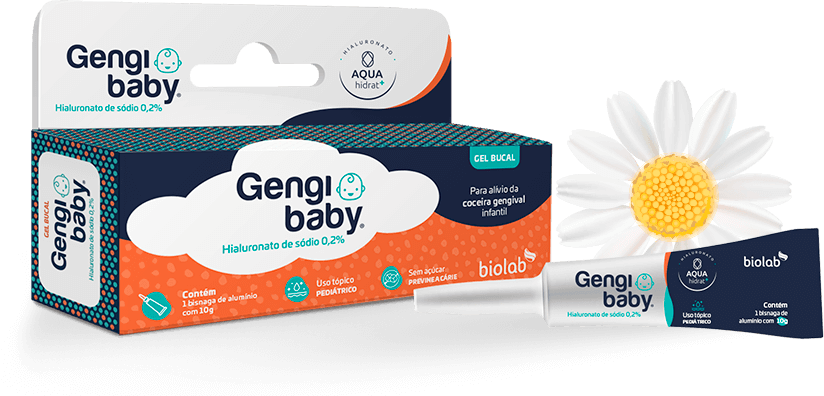 Gengi
baby®
Hialuronato de sódio 0,2%
HIALURONATO
AQUA
hidrat+
GEL BUCAL
Gengi
baby®
Hialuronato de sódio 0,2%
GEL BUCAL
Gengi
baby®
Hialuronato de sódio 0,2%
Para alívio da
coceira gengival
infantil
Contém
1 bisnaga de alumínio
com 10g
Uso tópico
PEDIÁTRICO
Sem açúcar
PREVINE A CÁRIE
biolab
Gengi
baby®
Hialuronato de sódio 0,2%
HIALURONATO
AQUA
hidrat+
Uso tópico
PEDIÁTRICO
biolab
Contém
1 bisnaga de
alumínio com 10g